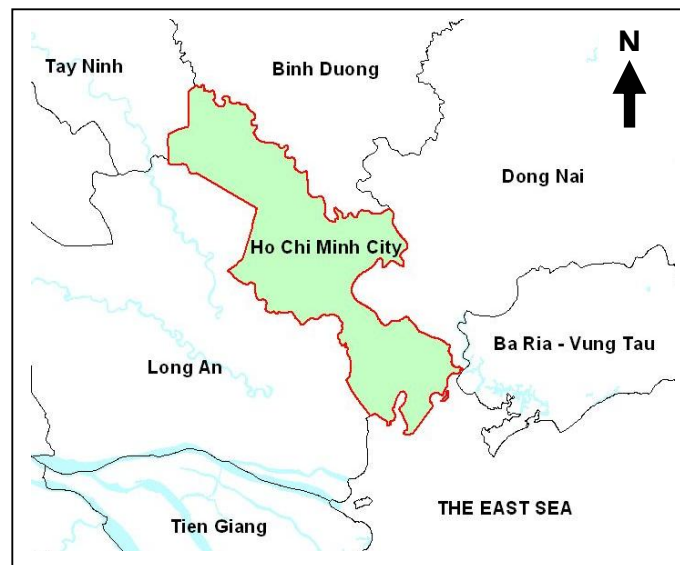 N
Tay Ninh
Binh Duong
Dong Nai
Ho Chi Minh City
Ba Ria - Vung Tau
Long An
THE EAST SEA
Tien Giang